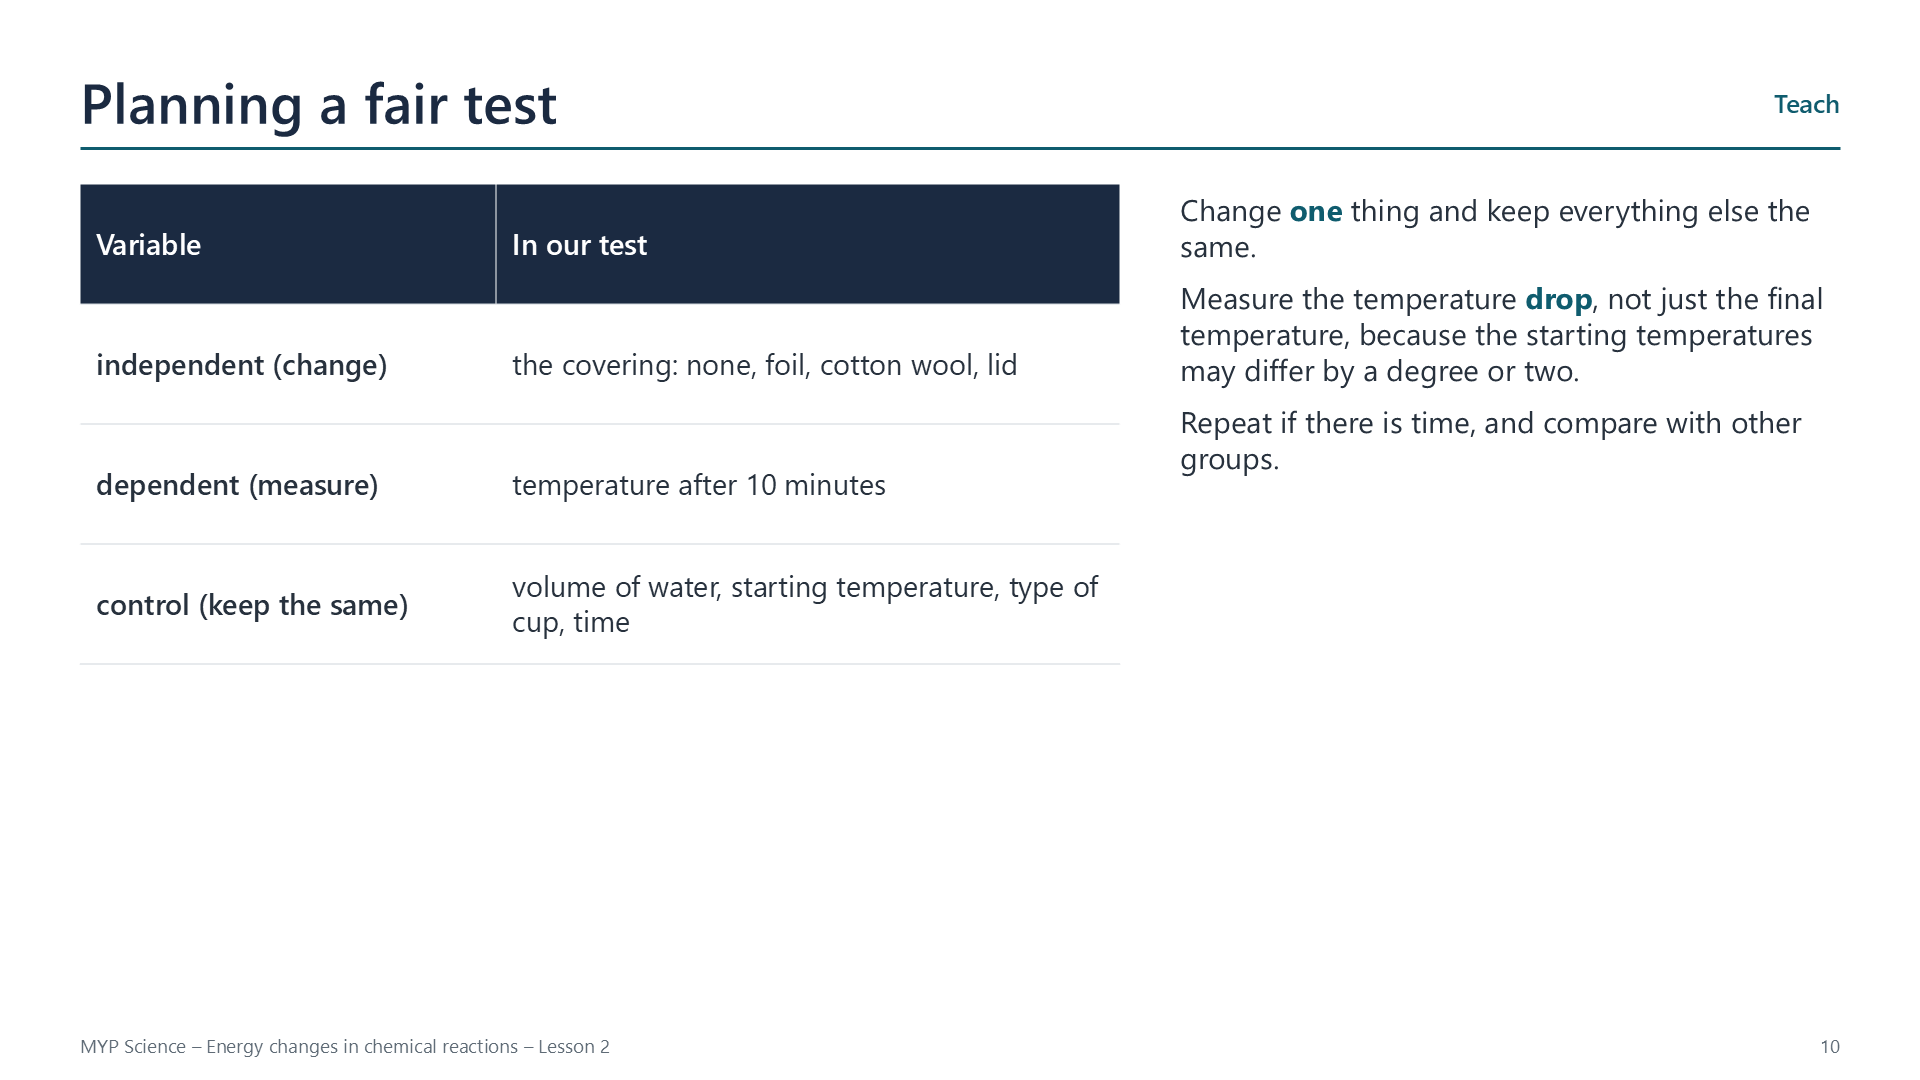 Planning a fair test
Teach
Variable
In our test
independent (change)
the covering: none, foil, cotton wool, lid
dependent (measure)
temperature after 10 minutes
control (keep the same)
volume of water, starting temperature, type of
cup, time
Change one thing and keep everything else the
same.
Measure the temperature drop, not just the final
temperature, because the starting temperatures
may differ by a degree or two.
Repeat if there is time, and compare with other
groups.
MYP Science – Energy changes in chemical reactions – Lesson 2
10